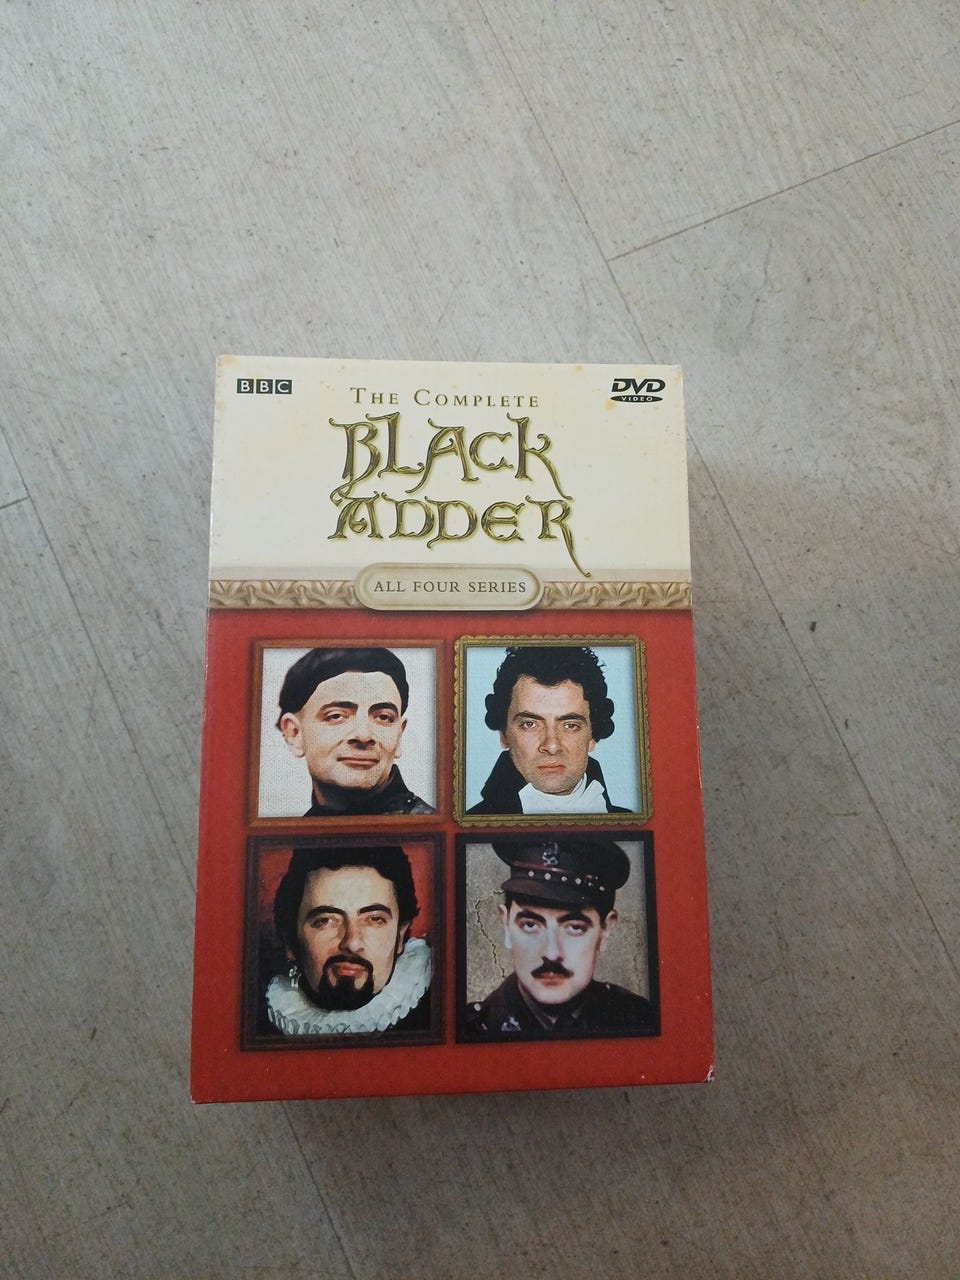 BBC
DVD
VIDEO
The Complete
BLACK
ADDER
ALL FOUR SERIES